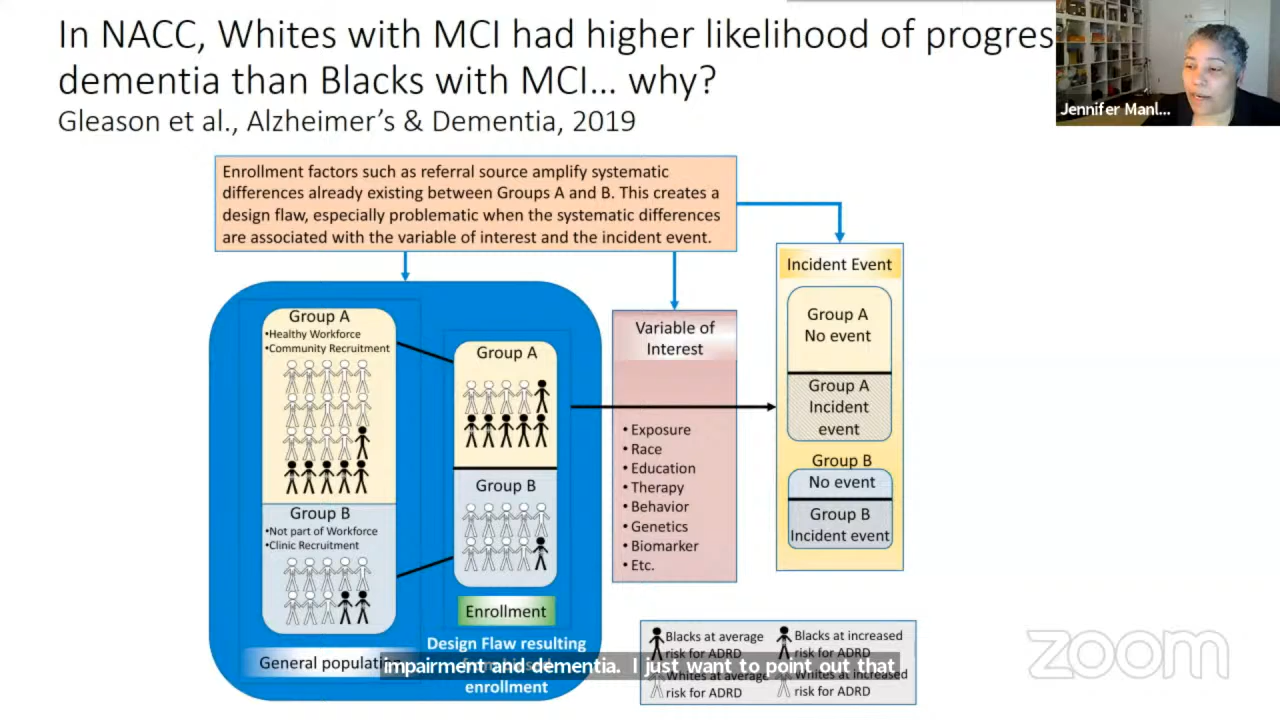 In NACC, Whites with MCI had higher likelihood of progres
dementia than Blacks with MCI... why?
Gleason et al., Alzheimer's & Dementia, 2019
Jennifer Manl...
Enrollment factors such as referral source amplify systematic
differences already existing between Groups A and B. This creates a
design flaw, especially problematic when the systematic differences
are associated with the variable of interest and the incident event.
Group A
•Healthy Workforce
•Community Recruitment
Group B
•Not part of Workforce
•Clinic Recruitment
General populati
Group A
Group B
Enrollment
Design Flaw resulting
enrollment
Variable of
Interest
• Exposure
• Race
• Education
• Therapy
• Behavior
• Genetics
• Biomarker
• Etc.
Incident Event
Group A
No event
Group A
Incident
event
Group B
No event
Group B
Incident event
Blacks at average
risk for ADRD
Blacks at increased
risk for ADRD
Whites at average
risk for ADRD
Whites at increased
risk for ADRD
impairment and dementia. I just want to point out that
zoom